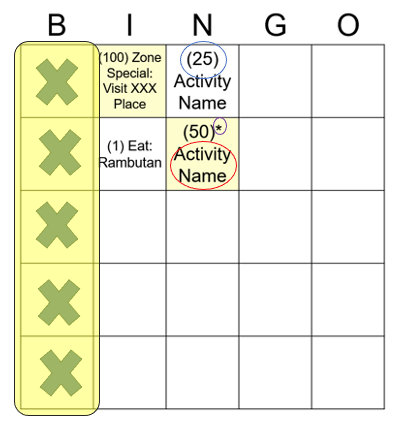 B I N G O
(100) Zone
Special:
Visit XXX
Place
(25)
Activity
Name
(1) Eat:
Rambutan
(50)*
Activity
Name